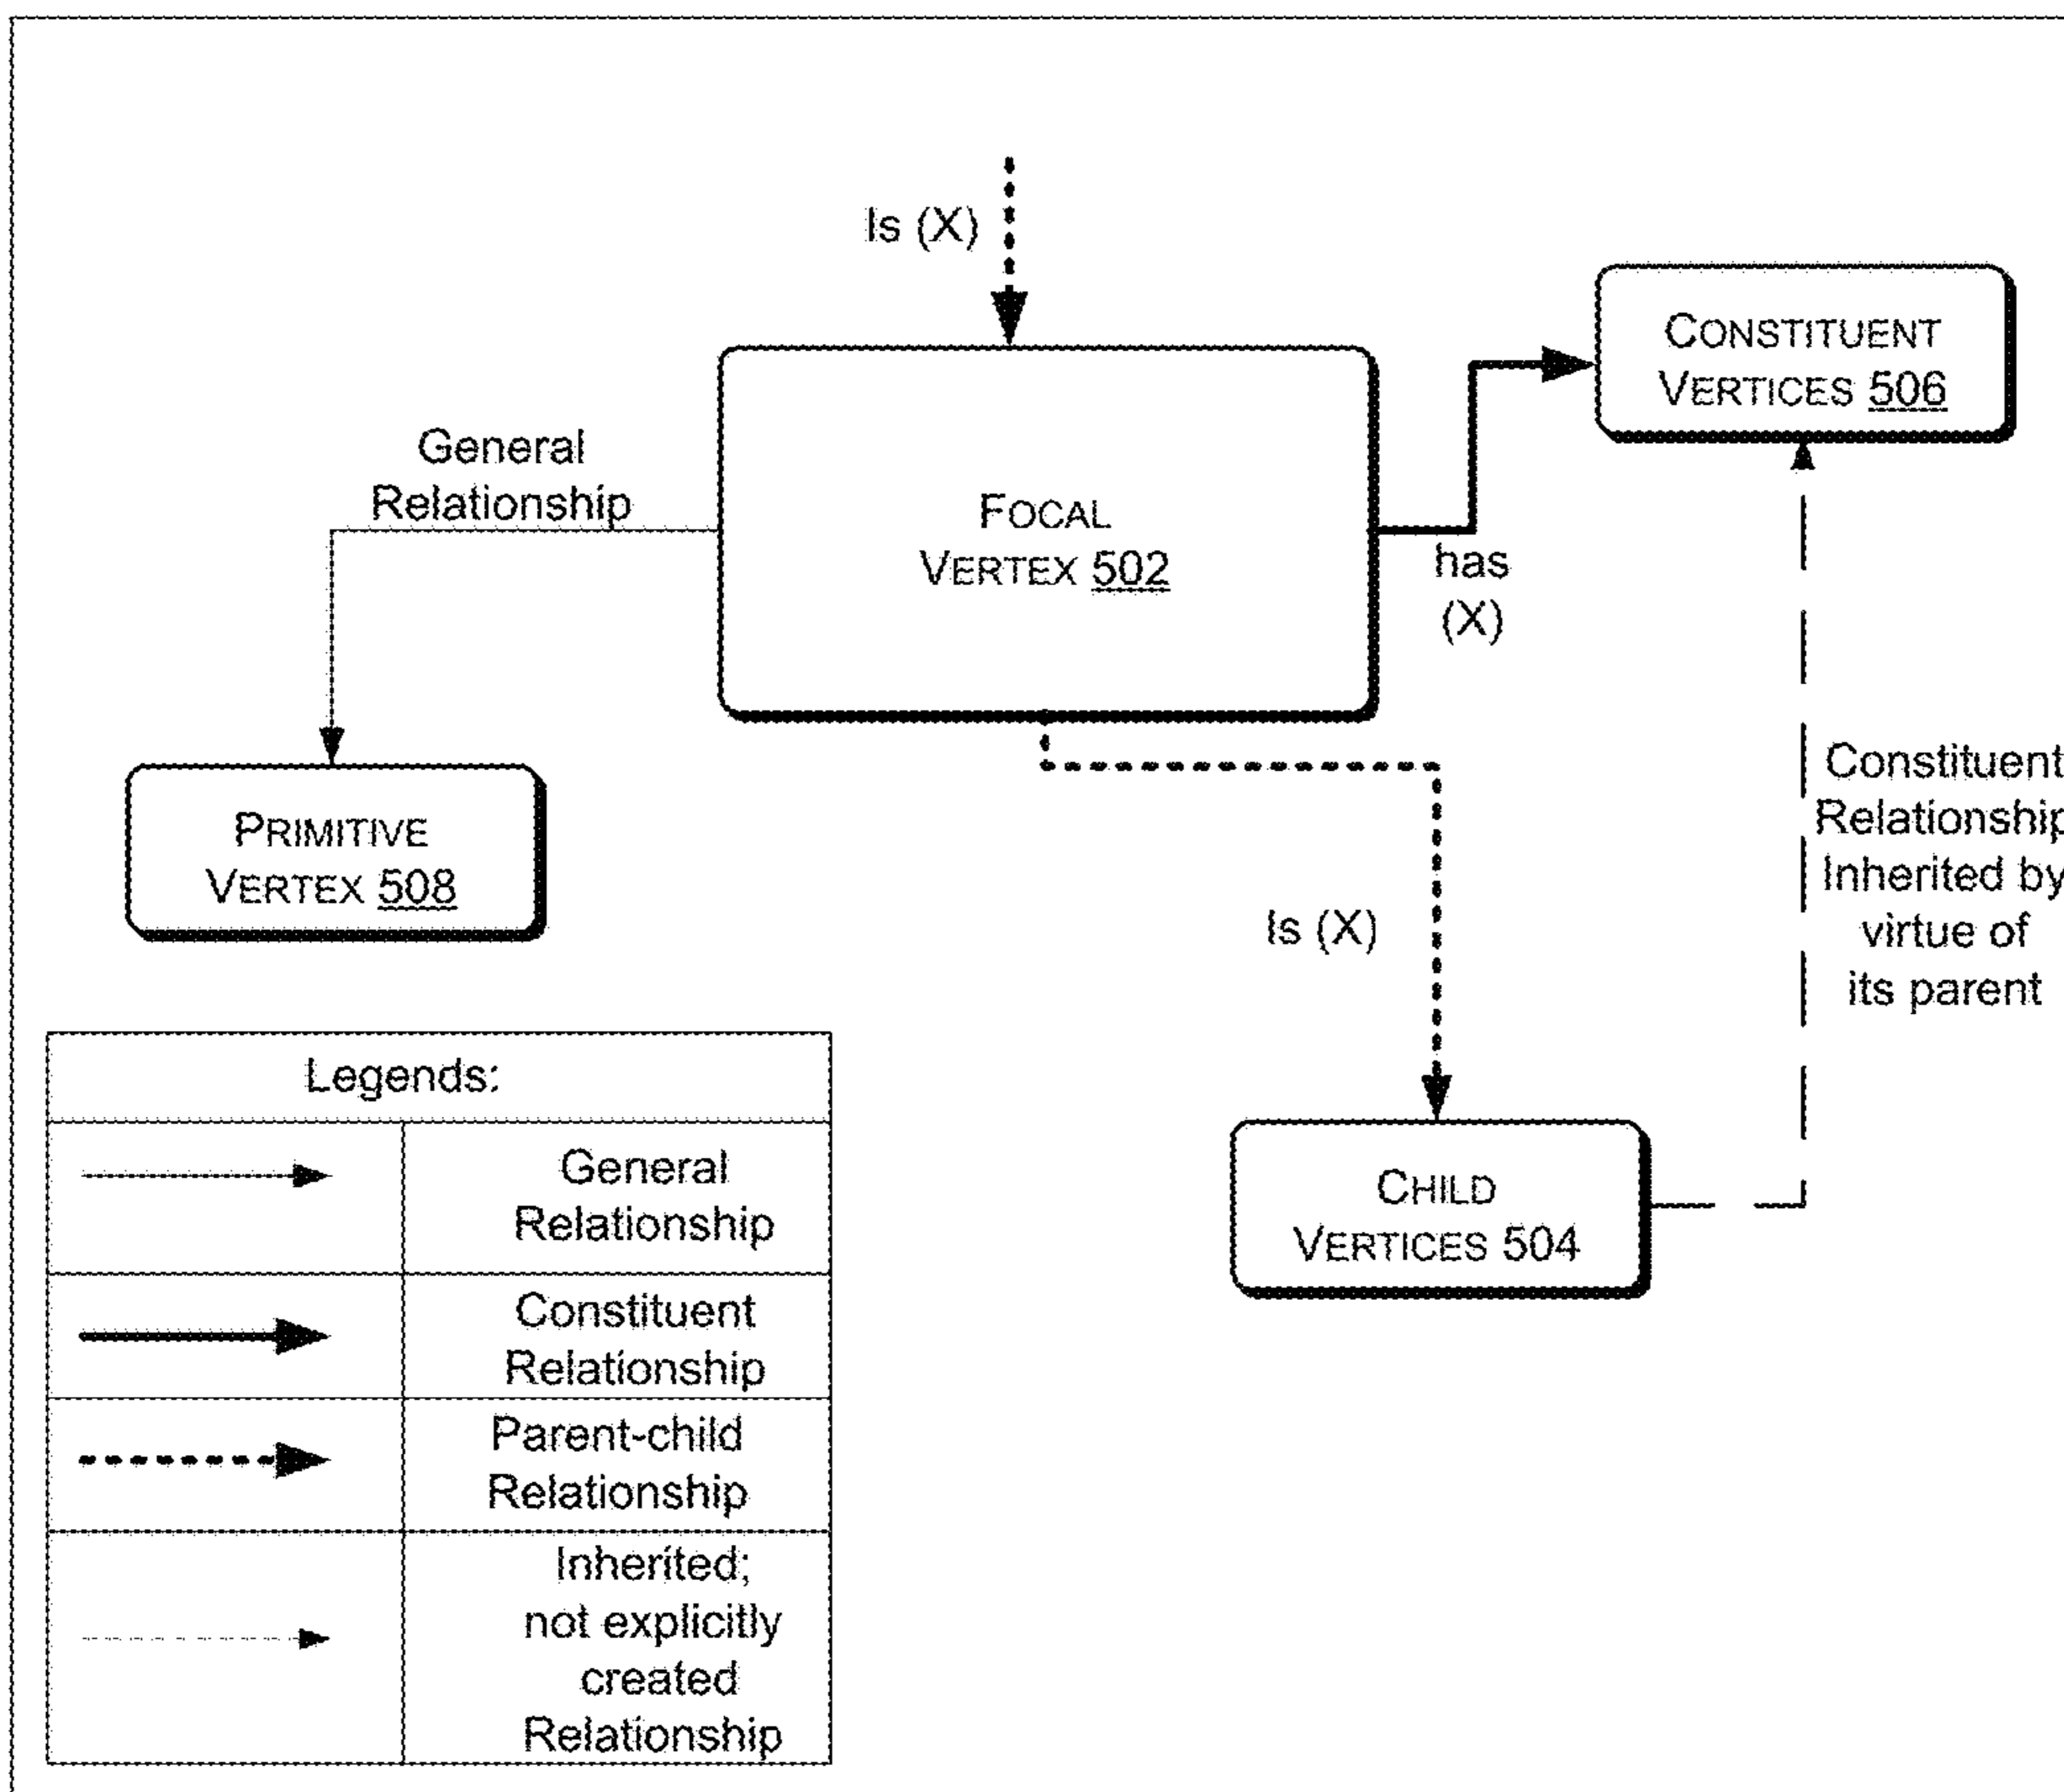 Is (X)
CONSTITUENT
VERTICES 506
General
Relationship
FOCAL
VERTEX 502
has
(X)
PRIMITIVE
VERTEX 508
Constituent
Relationship
Inherited by
virtue of
its parent
Is (X)
CHILD
VERTICES 504
Legends:
General
Relationship
Constituent
Relationship
Parent-child
Relationship
Inherited;
not explicitly
created
Relationship